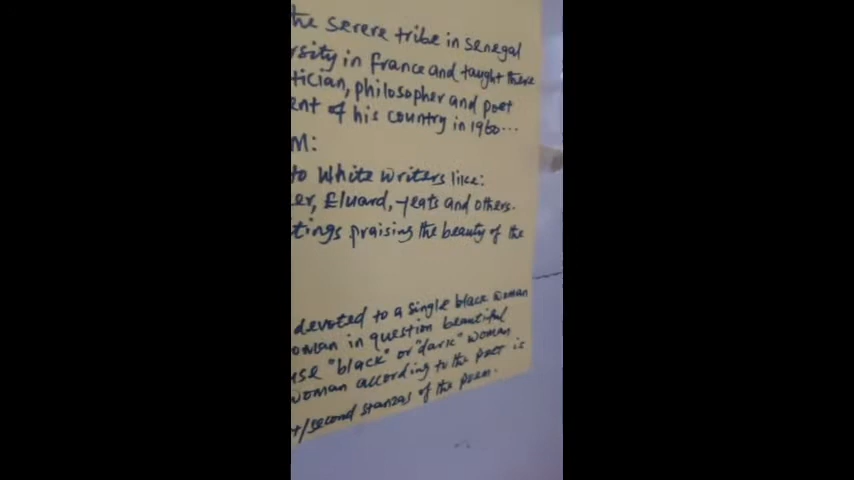 the serere tribe in senegal
rsity in france and taught there
tician, philosopher and poet
ent of his country in 1960...
M:
to White writers like:
er, Eluard, yeats and others.
tings praising the beauty of the
devoted to a single black woman
oman in question beautiful
use "black" or "dark" woman
woman according to the poet is
t/second stanzas of the poem.